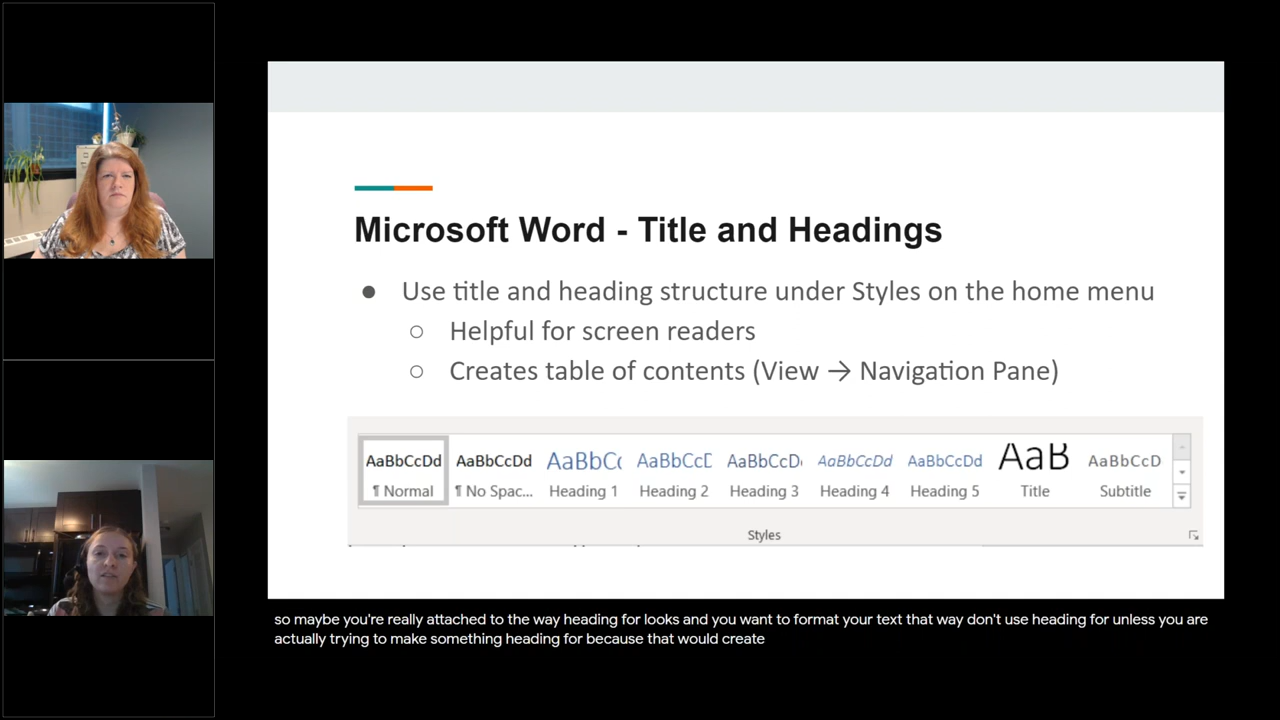 Microsoft Word - Title and Headings
● Use title and heading structure under Styles on the home menu
○ Helpful for screen readers
○ Creates table of contents (View → Navigation Pane)
AaBbCcDd AaBbCcDd AaBbC AaBbCcD AaBbCcD AaBbCcDd AaBbCcDd AaB AaBbCcD
¶ Normal ¶ No Spac... Heading 1 Heading 2 Heading 3 Heading 4 Heading 5 Title Subtitle
Styles
so maybe you're really attached to the way heading for looks and you want to format your text that way don't use heading for unless you are
actually trying to make something heading for because that would create